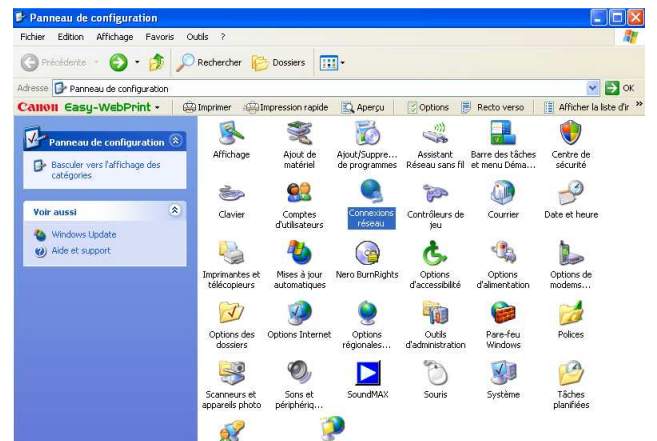 Panneau de configuration
Fichier Edition Affichage Favoris Outils ?
Précédente Rechercher Dossiers
Adresse Panneau de configuration OK
Canon Easy-WebPrint Imprimer Impression rapide Aperçu Options Recto verso Afficher la liste d'ir »
Panneau de configuration
Basculer vers l'affichage des
catégories
Voir aussi
Windows Update
Aide et support
Affichage
Ajout de
matériel
Ajout/Suppre...
de programmes
Assistant
Réseau sans fil
Barre des tâches
et menu Déma...
Centre de
sécurité
Clavier
Comptes
d'utilisateurs
Connexions
réseau
Contrôleurs de
jeu
Courrier
Date et heure
Imprimantes et
télécopieurs
Mises à jour
automatiques
Nero BurnRights
Options
d'accessibilité
Options
d'alimentation
Options de
modems...
Options des
dossiers
Options Internet
Options
régionales...
Outils
d'administration
Pare-feu
Windows
Polices
Scanneurs et
appareils photo
Sons et
périphériq...
SoundMAX
Souris
Système
Tâches
planifiées